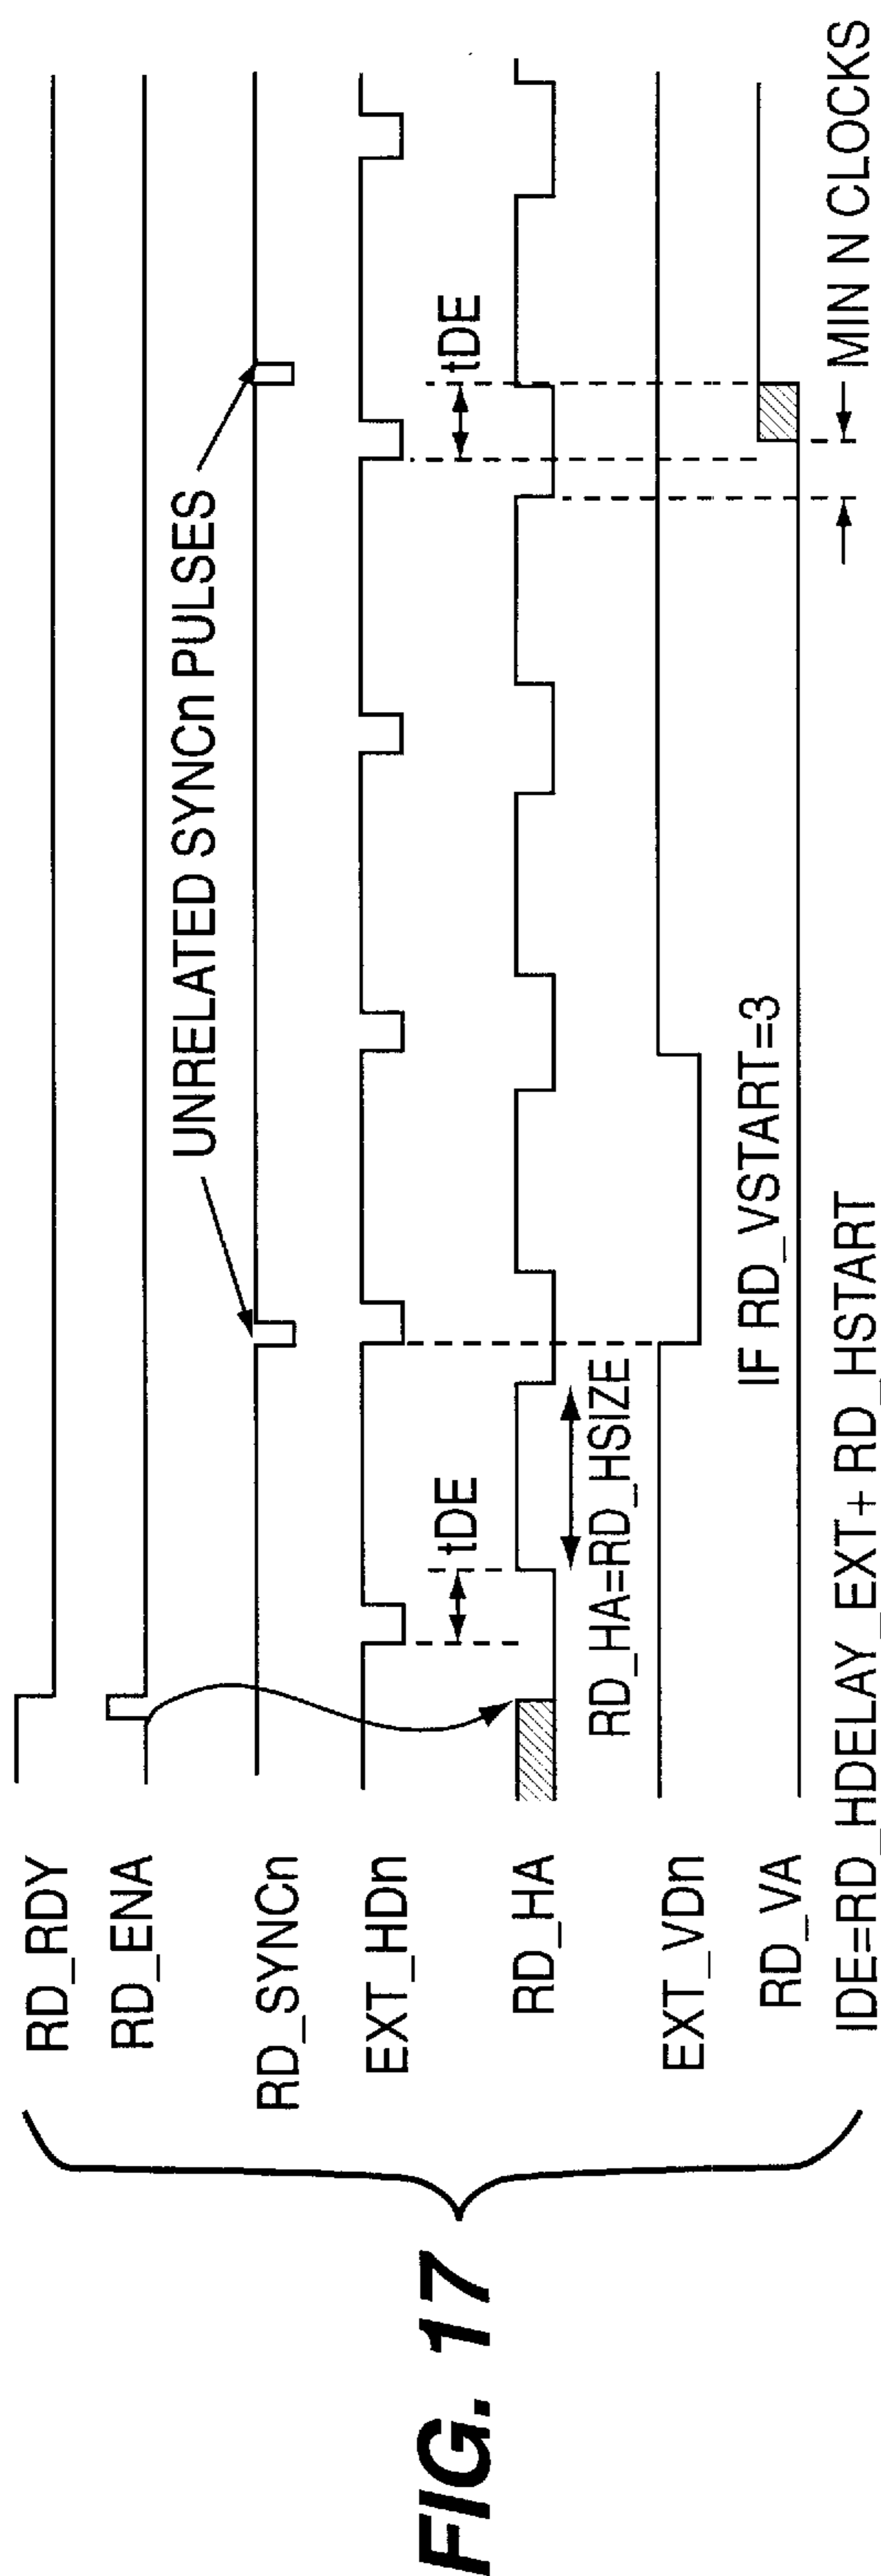 FIG. 17
RD_RDY
RD_ENA
UNRELATED SYNCn PULSES
RD_SYNCn
EXT_HDn
tDE
tDE
RD_HA
RD_HA=RD_HSIZE
EXT_VDn
IF RD_VSTART=3
RD_VA
IDE=RD_HDELAY_EXT+RD_HSTART
MIN N CLOCKS